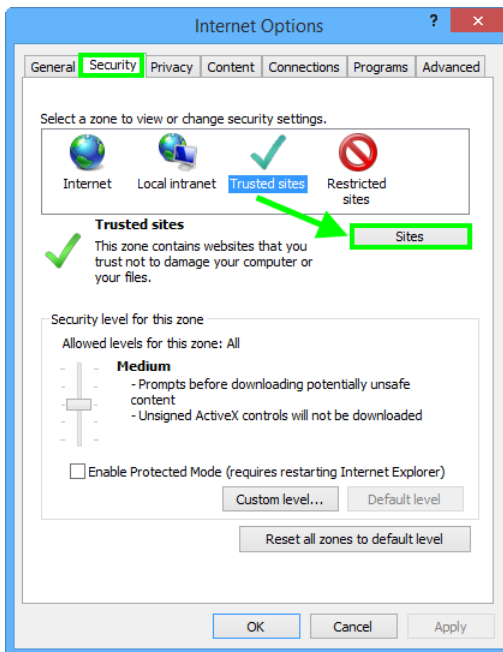 Internet Options
?
×
General Security Privacy Content Connections Programs Advanced
Select a zone to view or change security settings.
Internet Local intranet Trusted sites Restricted
sites
Sites
Trusted sites
This zone contains websites that you
trust not to damage your computer or
your files.
Security level for this zone
Allowed levels for this zone: All
Medium
- Prompts before downloading potentially unsafe
content
- Unsigned ActiveX controls will not be downloaded
Enable Protected Mode (requires restarting Internet Explorer)
Custom level... Default level
Reset all zones to default level
OK Cancel Apply